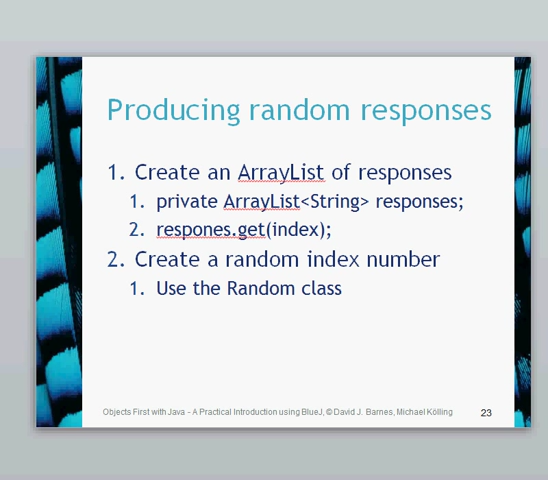 Producing random responses
1. Create an ArrayList of responses
1. private ArrayList<String> responses;
2. respones.get(index);
2. Create a random index number
1. Use the Random class
Objects First with Java - A Practical Introduction using BlueJ, © David J. Barnes, Michael Kölling
23